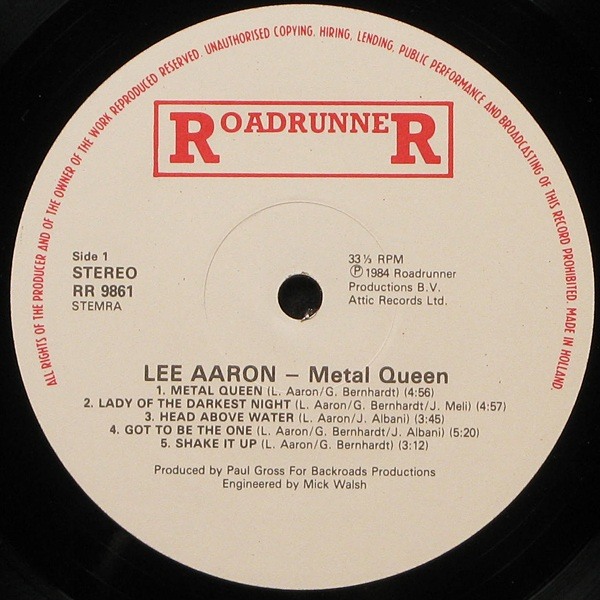 ALL RIGHTS OF THE PRODUCER AND OF THE OWNER OF THE WORK REPRODUCED RESERVED. UNAUTHORISED COPYING, HIRING, LENDING, PUBLIC PERFORMANCE AND BROADCASTING OF THIS RECORD PROHIBITED. MADE IN HOLLAND.
ROADRUNNER
Side 1
STEREO
RR 9861
STEMRA
33⅓ RPM
Ⓟ 1984 Roadrunner
Productions B.V.
Attic Records Ltd.
LEE AARON – Metal Queen
1. METAL QUEEN (L. Aaron/G. Bernhardt) (4:56)
2. LADY OF THE DARKEST NIGHT (L. Aaron/G. Bernhardt/J. Meli) (4:57)
3. HEAD ABOVE WATER (L. Aaron/J. Albani) (3:45)
4. GOT TO BE THE ONE (L. Aaron/G. Bernhardt/J. Albani) (5:20)
5. SHAKE IT UP (L. Aaron/G. Bernhardt) (3:12)
Produced by Paul Gross For Backroads Productions
Engineered by Mick Walsh